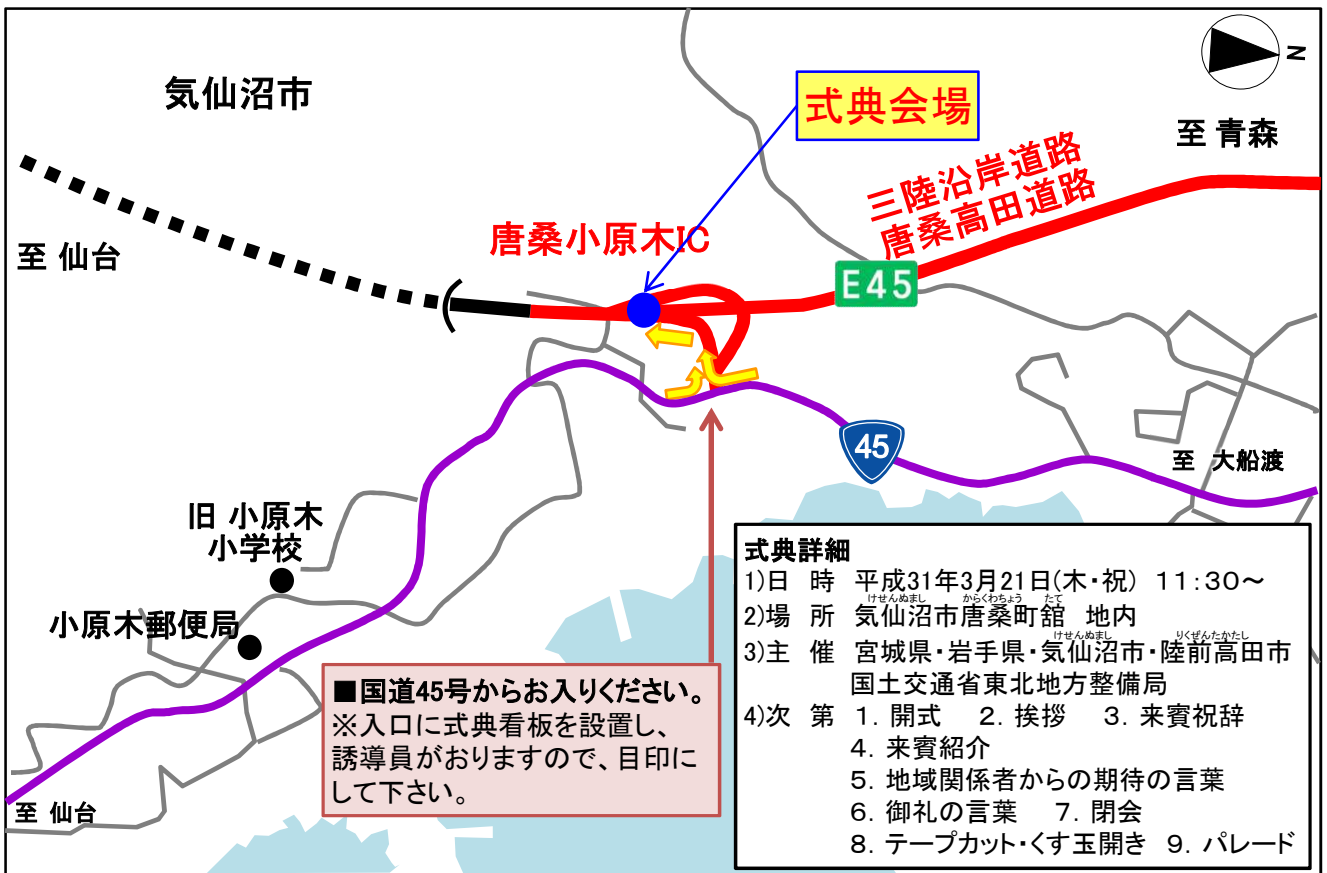 気仙沼市
式典会場
N
至 青森
三陸沿岸道路
唐桑高田道路
至 仙台
唐桑小原木IC
E45
45
至 大船渡
旧 小原木
小学校
小原木郵便局
至 仙台
■国道45号からお入りください。
※入口に式典看板を設置し、
誘導員がおりますので、目印に
して下さい。
式典詳細
1)日 時 平成31年3月21日(木・祝) 11:30～
けせんぬまし からくわちょう たて
2)場 所 気仙沼市唐桑町舘 地内
けせんぬまし りくぜんたかたし
3)主 催 宮城県・岩手県・気仙沼市・陸前高田市
国土交通省東北地方整備局
4)次 第 1. 開式 2. 挨拶 3. 来賓祝辞
4. 来賓紹介
5. 地域関係者からの期待の言葉
6. 御礼の言葉 7. 閉会
8. テープカット・くす玉開き 9. パレード